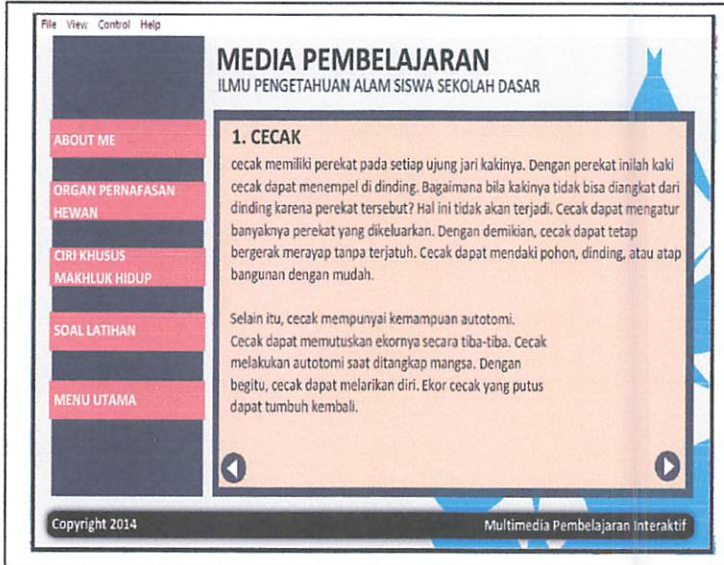 File View Control Help
MEDIA PEMBELAJARAN
ILMU PENGETAHUAN ALAM SISWA SEKOLAH DASAR
ABOUT ME
ORGAN PERNAFASAN
HEWAN
CIRI KHUSUS
MAKHLUK HIDUP
SOAL LATIHAN
MENU UTAMA
1. CECAK
cecak memiliki perekat pada setiap ujung jari kakinya. Dengan perekat inilah kaki
cecak dapat menempel di dinding. Bagaimana bila kakinya tidak bisa diangkat dari
dinding karena perekat tersebut? Hal ini tidak akan terjadi. Cecak dapat mengatur
banyaknya perekat yang dikeluarkan. Dengan demikian, cecak dapat tetap
bergerak merayap tanpa terjatuh. Cecak dapat mendaki pohon, dinding, atau atap
bangunan dengan mudah.
Selain itu, cecak mempunyai kemampuan autotomi.
Cecak dapat memutuskan ekornya secara tiba-tiba. Cecak
melakukan autotomi saat ditangkap mangsa. Dengan
begitu, cecak dapat melarikan diri. Ekor cecak yang putus
dapat tumbuh kembali.
Copyright 2014
Multimedia Pembelajaran Interaktif